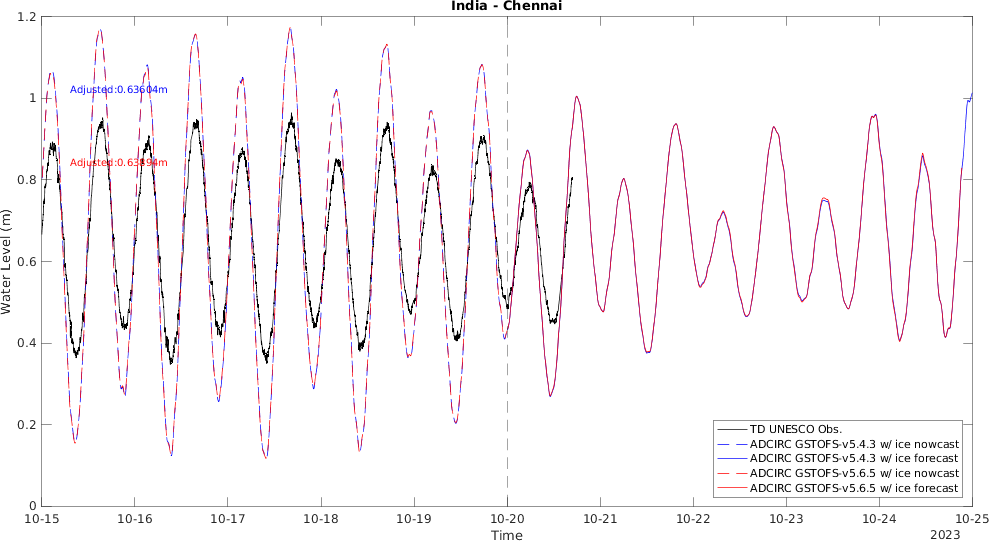 India - Chennai
1.2
1
0.8
0.6
0.4
0.2
0
Water Level (m)
Adjusted:0.63604m
Adjusted:0.63894m
TD UNESCO Obs.
ADCIRC GSTOFS-v5.4.3 w/ ice nowcast
ADCIRC GSTOFS-v5.4.3 w/ ice forecast
ADCIRC GSTOFS-v5.6.5 w/ ice nowcast
ADCIRC GSTOFS-v5.6.5 w/ ice forecast
10-15 10-16 10-17 10-18 10-19 10-20 10-21 10-22 10-23 10-24 10-25
Time
2023